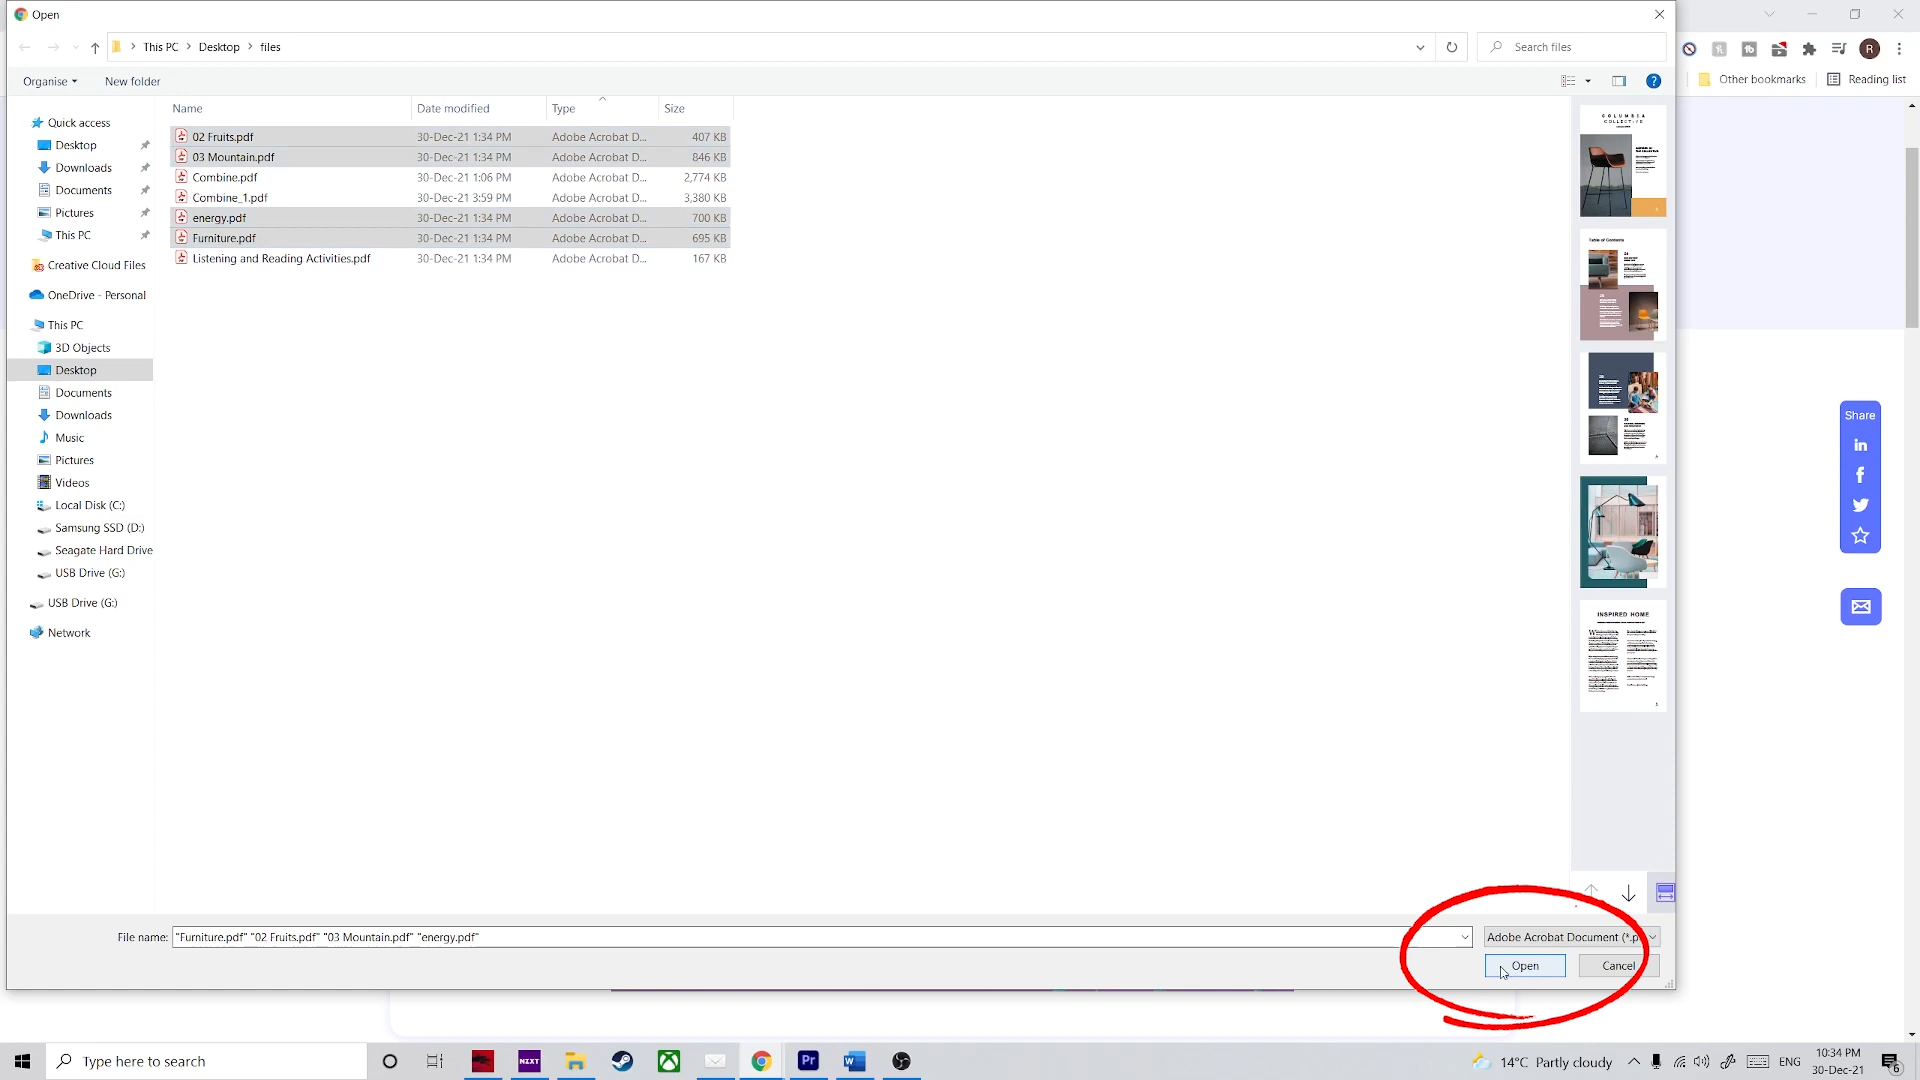 Open
This PC > Desktop > files
Search files
Organise
New folder
Other bookmarks
Reading list
R
Name
Date modified
Type
Size
02 Fruits.pdf 30-Dec-21 1:34 PM Adobe Acrobat D... 407 KB
03 Mountain.pdf 30-Dec-21 1:34 PM Adobe Acrobat D... 846 KB
Combine.pdf 30-Dec-21 1:06 PM Adobe Acrobat D... 2,774 KB
Combine_1.pdf 30-Dec-21 3:59 PM Adobe Acrobat D... 3,380 KB
energy.pdf 30-Dec-21 1:34 PM Adobe Acrobat D... 700 KB
Furniture.pdf 30-Dec-21 1:34 PM Adobe Acrobat D... 695 KB
Listening and Reading Activities.pdf 30-Dec-21 1:34 PM Adobe Acrobat D... 167 KB
Quick access
Desktop
Downloads
Documents
Pictures
This PC
Creative Cloud Files
OneDrive - Personal
This PC
3D Objects
Desktop
Documents
Downloads
Music
Pictures
Videos
Local Disk (C:)
Samsung SSD (D:)
Seagate Hard Drive
USB Drive (G:)
USB Drive (G:)
Network
COLUMBIA
COLLECTIVE
Table of Contents
INSPIRED HOME
Share
in
File name: "Furniture.pdf" "02 Fruits.pdf" "03 Mountain.pdf" "energy.pdf"
Adobe Acrobat Document (*.p
Open
Cancel
Type here to search
NZXT
Pr
14°C Partly cloudy
ENG
10:34 PM
30-Dec-21
6